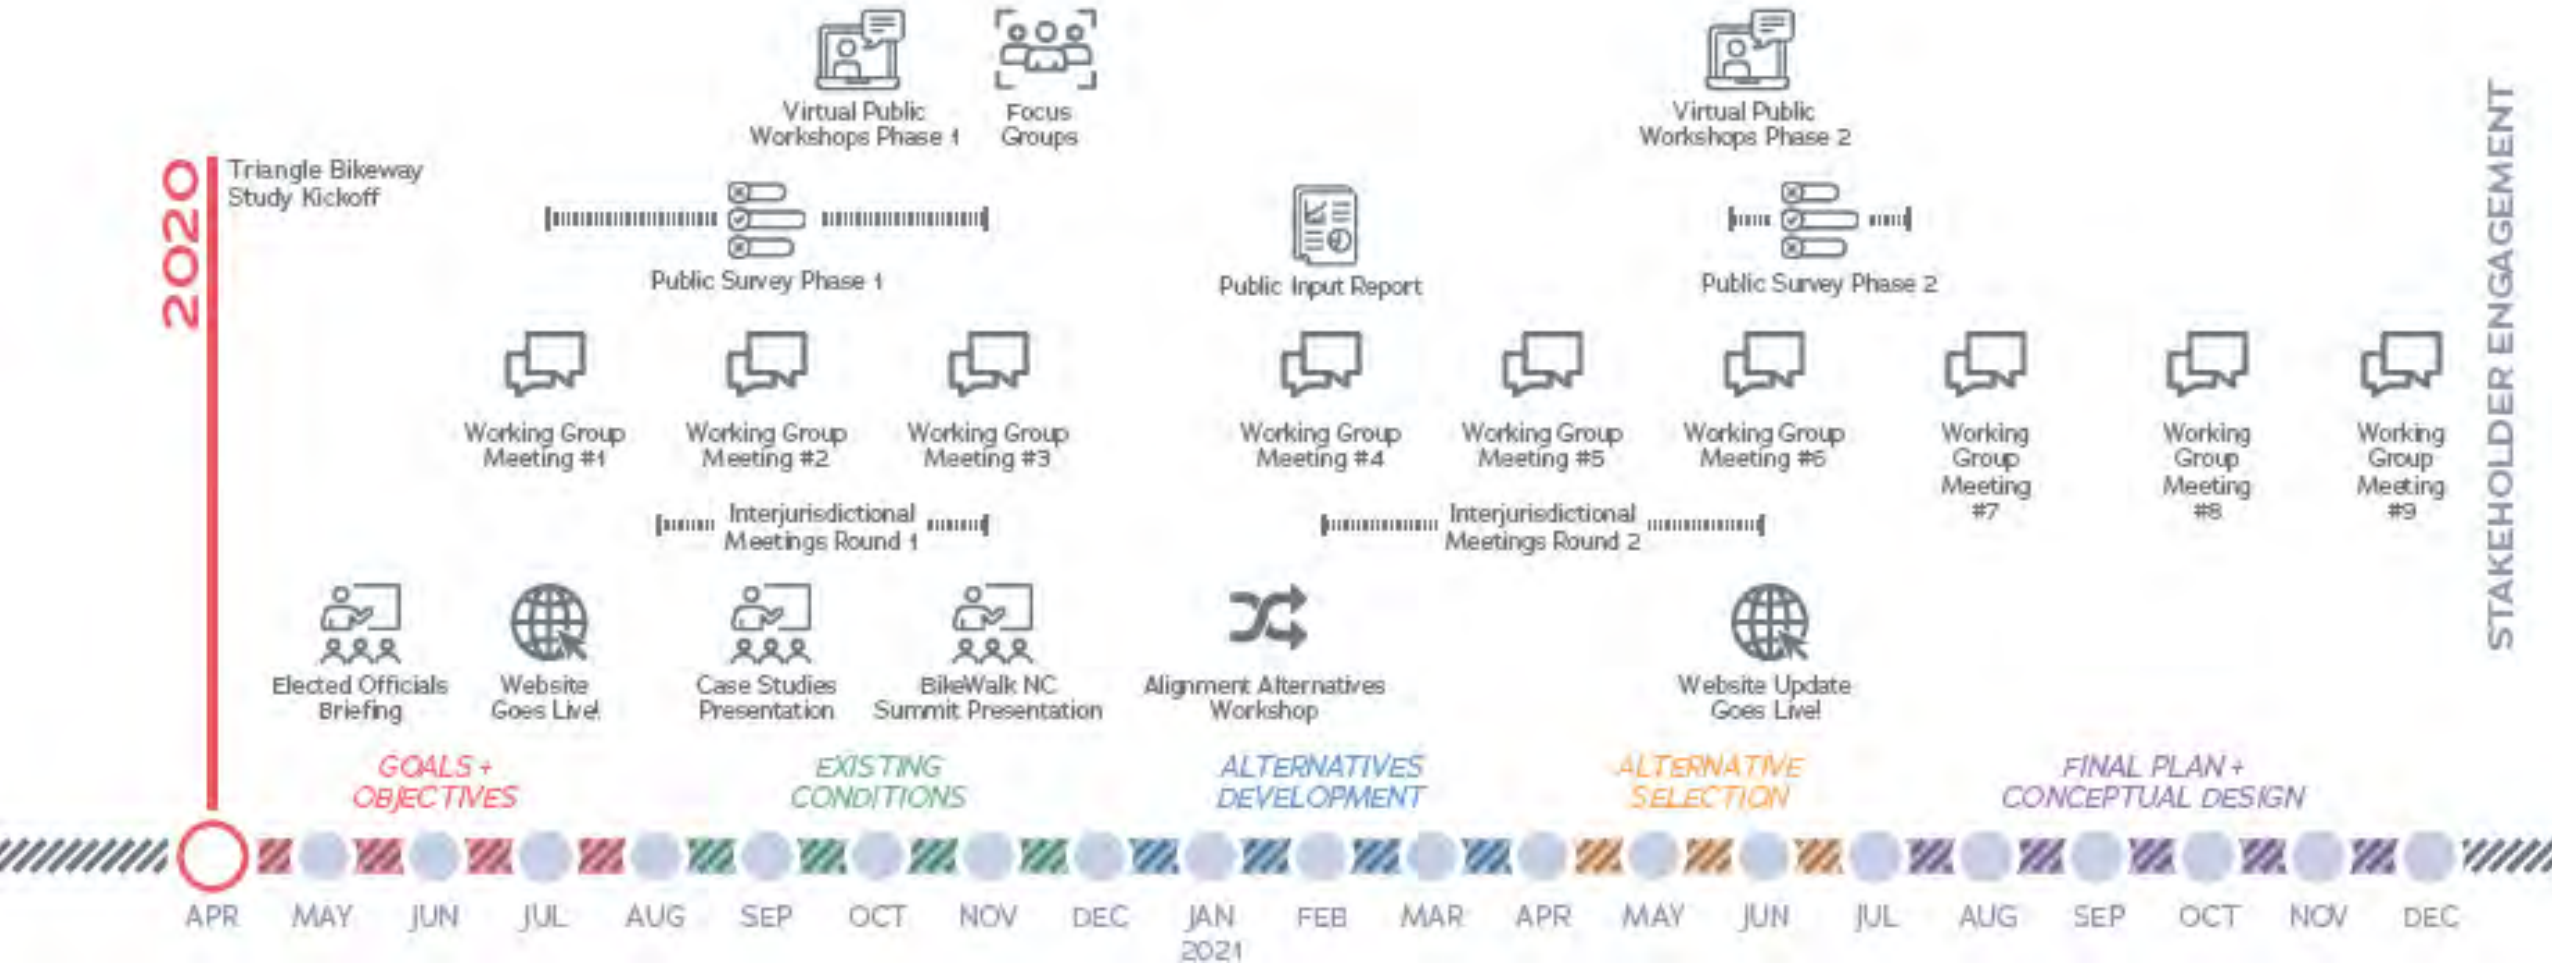 Virtual Public
Workshops Phase 1
Focus
Groups
Virtual Public
Workshops Phase 2
2020
Triangle Bikeway
Study Kickoff
Public Survey Phase 1
Public Input Report
Public Survey Phase 2
STAKEHOLDER ENGAGEMENT
Working Group
Meeting #1
Working Group
Meeting #2
Working Group
Meeting #3
Working Group
Meeting #4
Working Group
Meeting #5
Working Group
Meeting #6
Working
Group
Meeting
#7
Working
Group
Meeting
#8
Working
Group
Meeting
#9
Interjurisdictional
Meetings Round 1
Interjurisdictional
Meetings Round 2
Elected Officials
Briefing
Website
Goes Live!
Case Studies
Presentation
BikeWalk NC
Summit Presentation
Alignment Alternatives
Workshop
Website Update
Goes Live!
GOALS +
OBJECTIVES
EXISTING
CONDITIONS
ALTERNATIVES
DEVELOPMENT
ALTERNATIVE
SELECTION
FINAL PLAN +
CONCEPTUAL DESIGN
APR MAY JUN JUL AUG SEP OCT NOV DEC JAN FEB MAR APR MAY JUN JUL AUG SEP OCT NOV DEC
2021